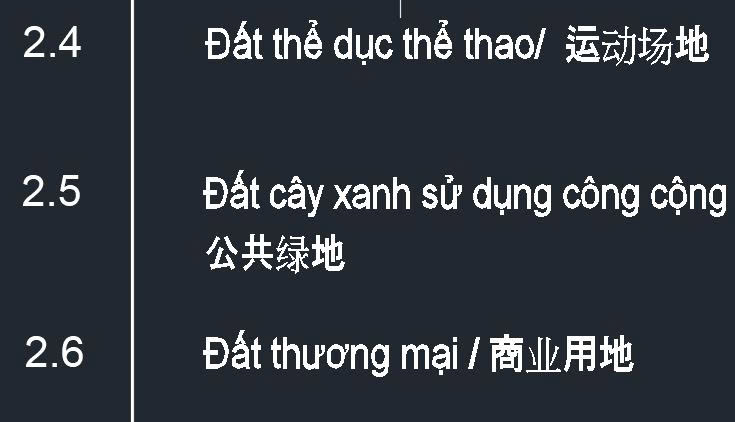 2.4 Đất thể dục thể thao/ 运动场地
2.5 Đất cây xanh sử dụng công cộng
公共绿地
2.6 Đất thương mại / 商业用地